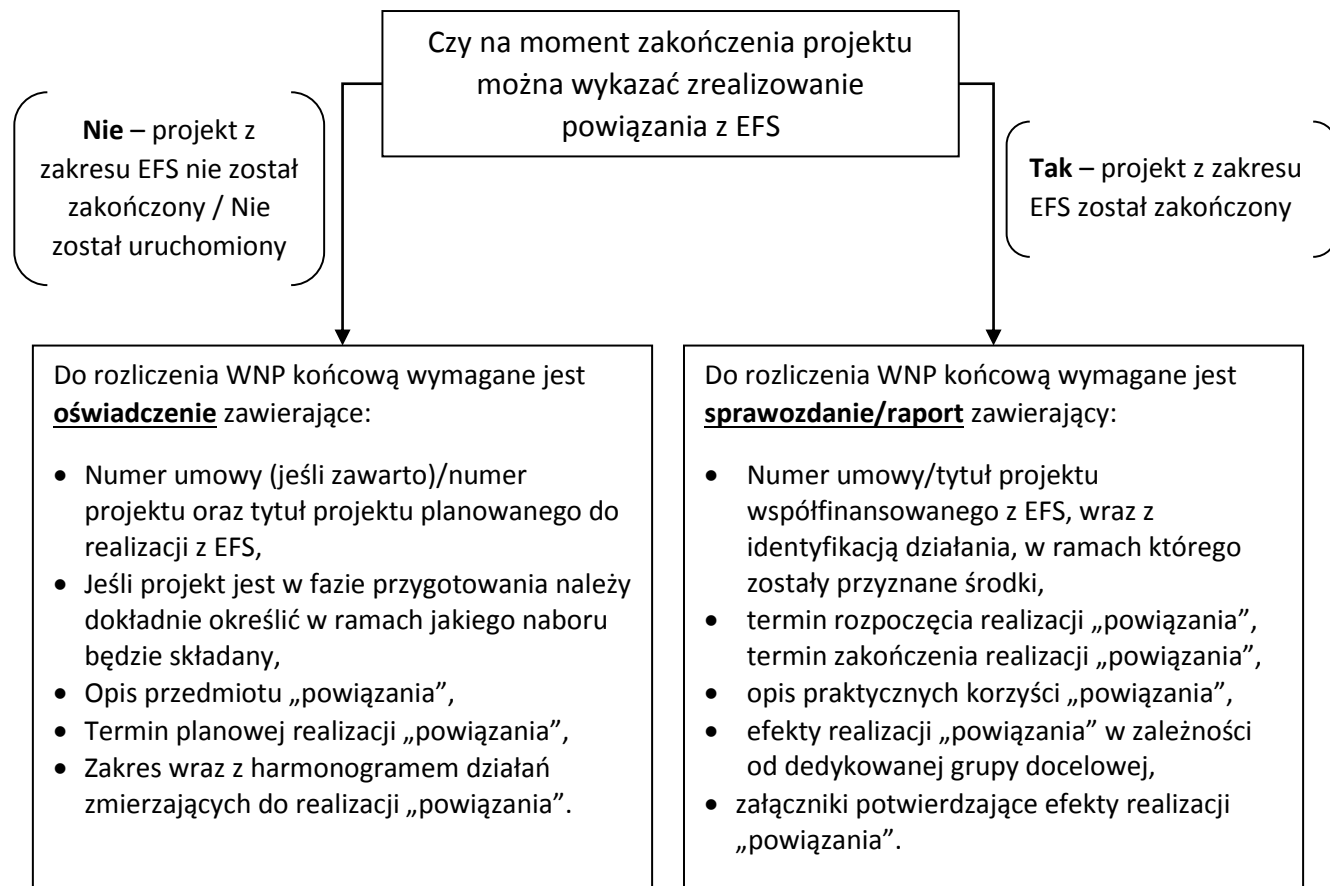 Czy na moment zakończenia projektu
można wykazać zrealizowanie
powiązania z EFS
Nie – projekt z
zakresu EFS nie został
zakończony / Nie
został uruchomiony
Tak – projekt z zakresu
EFS został zakończony
Do rozliczenia WNP końcową wymagane jest
oświadczenie zawierające:
• Numer umowy (jeśli zawarto)/numer
projektu oraz tytuł projektu planowanego do
realizacji z EFS,
• Jeśli projekt jest w fazie przygotowania należy
dokładnie określić w ramach jakiego naboru
będzie składany,
• Opis przedmiotu „powiązania”,
• Termin planowej realizacji „powiązania”,
• Zakres wraz z harmonogramem działań
zmierzających do realizacji „powiązania”.
Do rozliczenia WNP końcową wymagane jest
sprawozdanie/raport zawierający:
• Numer umowy/tytuł projektu
współfinansowanego z EFS, wraz z
identyfikacją działania, w ramach którego
zostały przyznane środki,
• termin rozpoczęcia realizacji „powiązania”,
termin zakończenia realizacji „powiązania”,
• opis praktycznych korzyści „powiązania”,
• efekty realizacji „powiązania” w zależności
od dedykowanej grupy docelowej,
• załączniki potwierdzające efekty realizacji
„powiązania”.